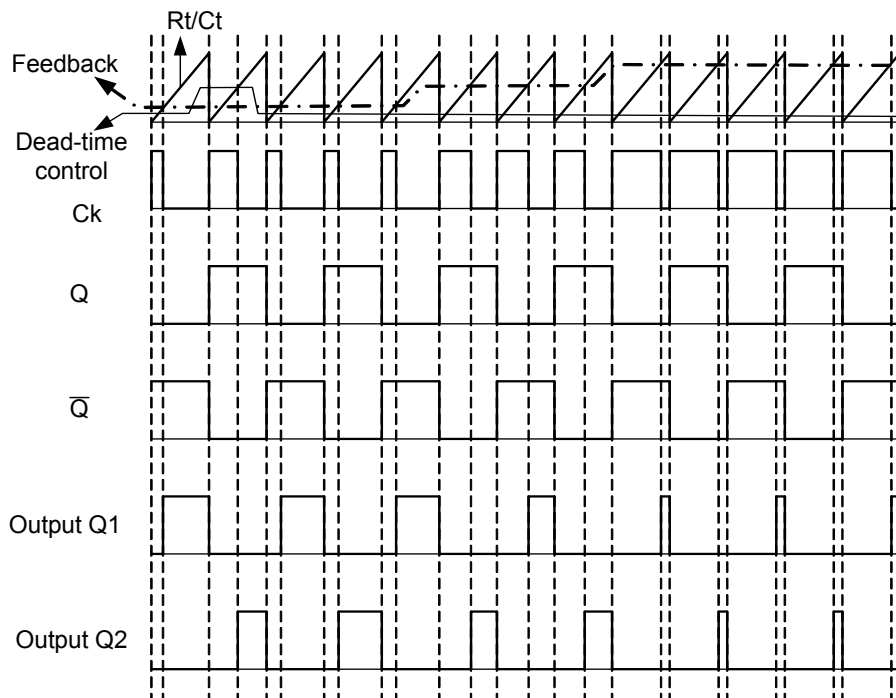 Rt/Ct
Feedback
Dead-time
control
Ck
Q
Q̅
Output Q1
Output Q2